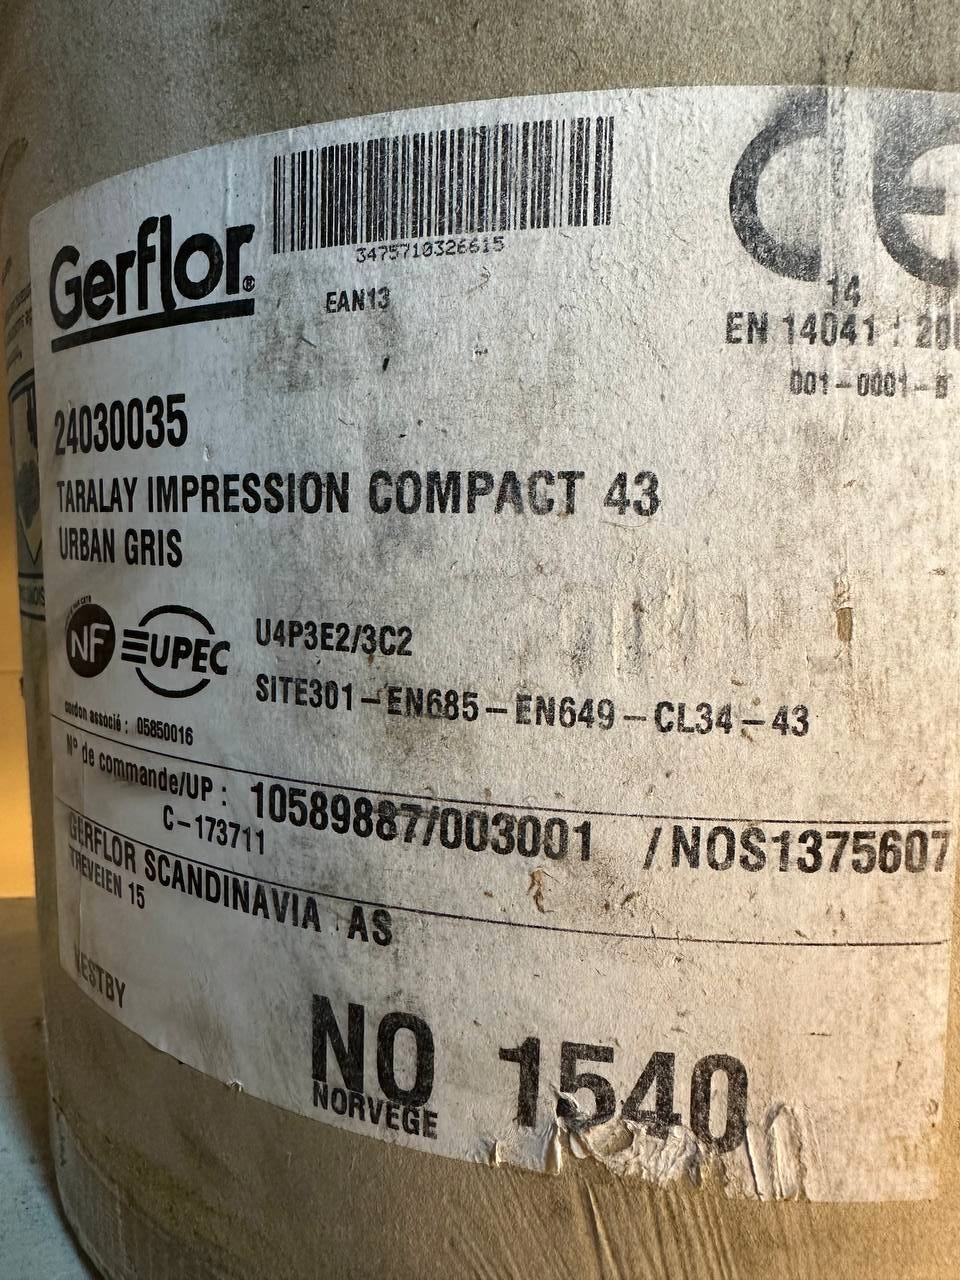 Gerflor®
3475710326615
EAN13
CE
14
EN 14041 : 20
001-0001-
24030035
TARALAY IMPRESSION COMPACT 43
URBAN GRIS
NF
UPEC
U4P3E2/3C2
SITE301-EN685-EN649-CL34-43
cordon associé : 05850016
N° de commande/UP : 10589887/003001 /NOS1375607
C-173711
GERFLOR SCANDINAVIA AS
15
VESTBY
NO 1540
NORVEGE